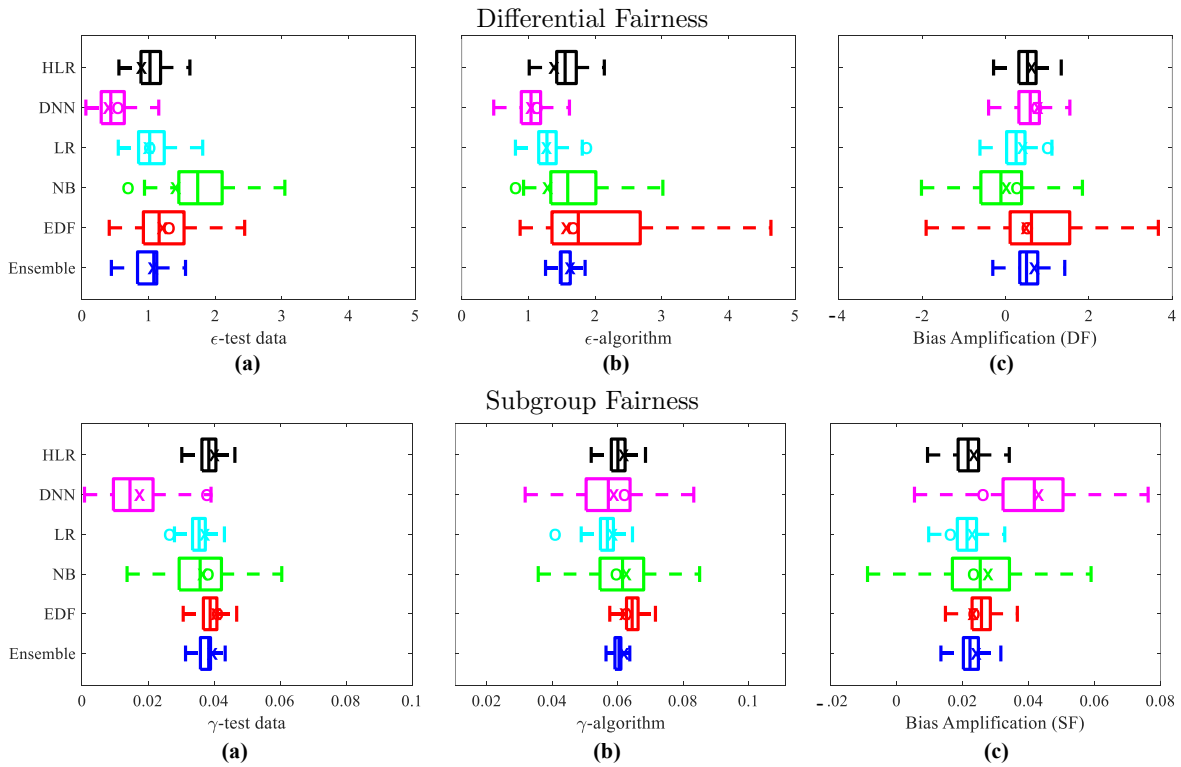 Differential Fairness
HLR
DNN
LR
NB
EDF
Ensemble
0 1 2 3 4 5
0 1 2 3 4 5
-4 -2 0 2 4
ϵ-test data
ϵ-algorithm
Bias Amplification (DF)
(a)
(b)
(c)
Subgroup Fairness
HLR
DNN
LR
NB
EDF
Ensemble
0 0.02 0.04 0.06 0.08 0.1
0.02 0.04 0.06 0.08 0.1
-.02 0 0.02 0.04 0.06 0.08
γ-test data
γ-algorithm
Bias Amplification (SF)
(a)
(b)
(c)